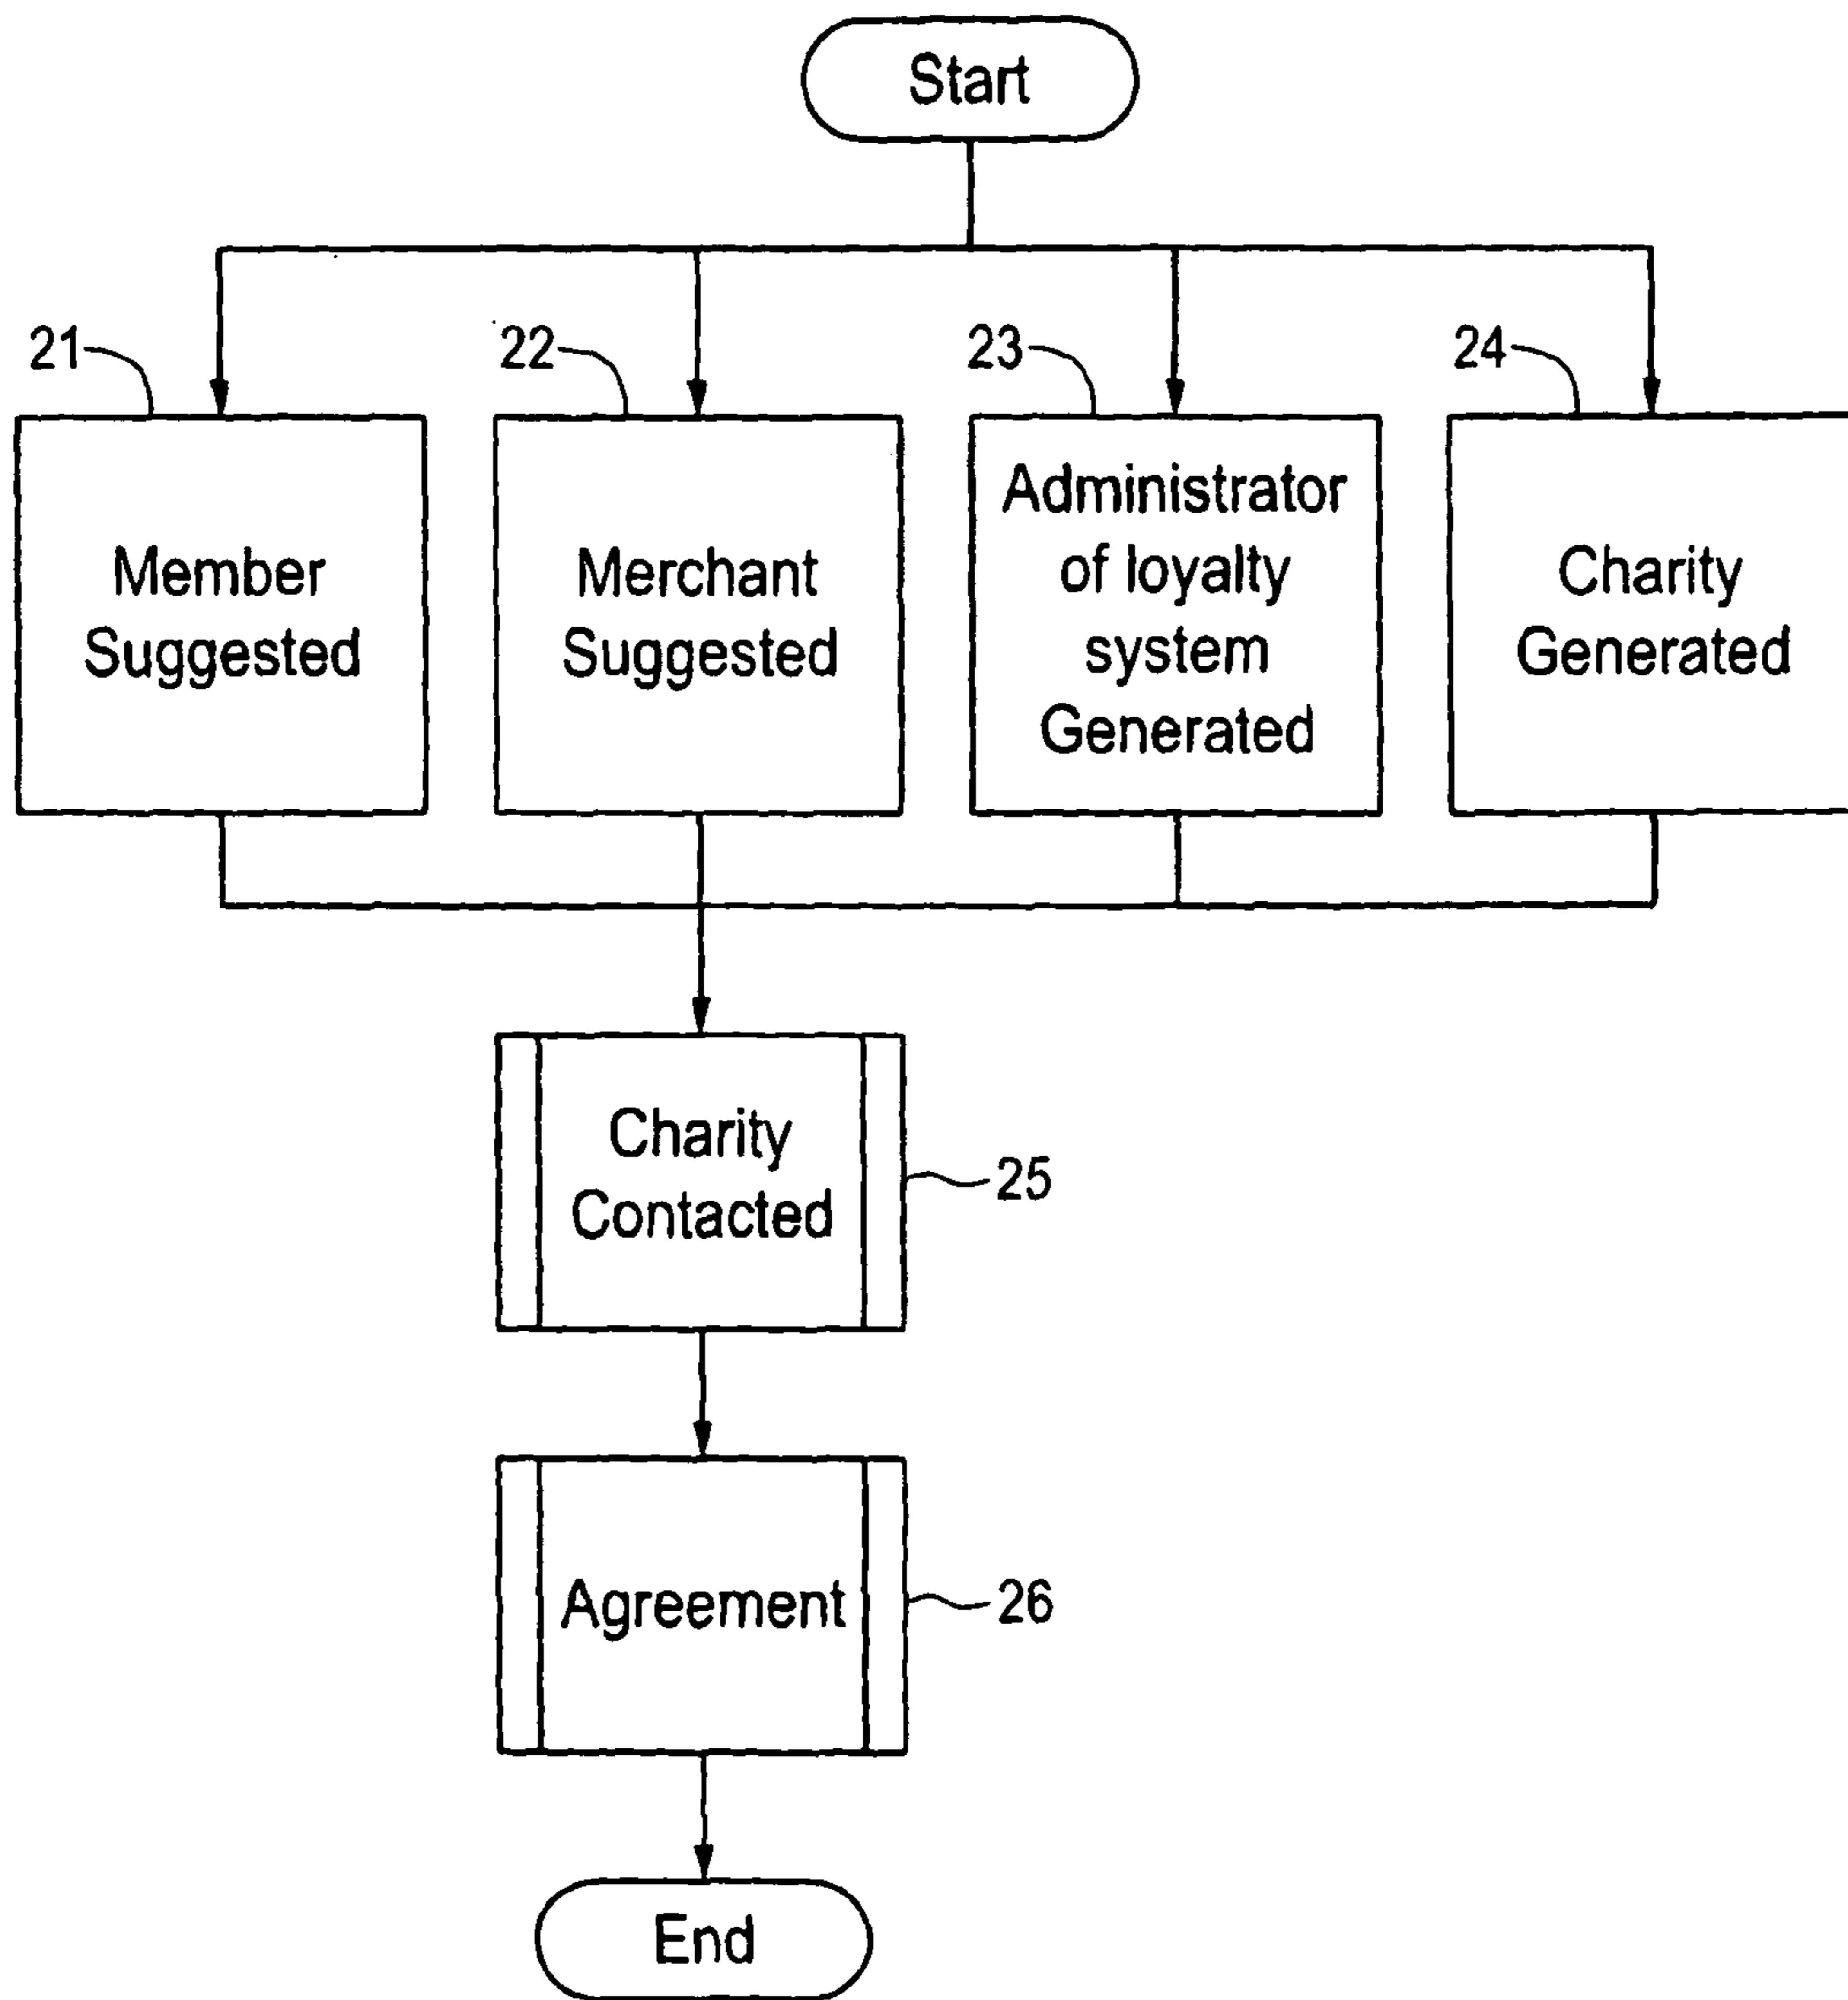 Start
21
22
23
24
Member
Suggested
Merchant
Suggested
Administrator
of loyalty
system
Generated
Charity
Generated
Charity
Contacted
25
Agreement
26
End